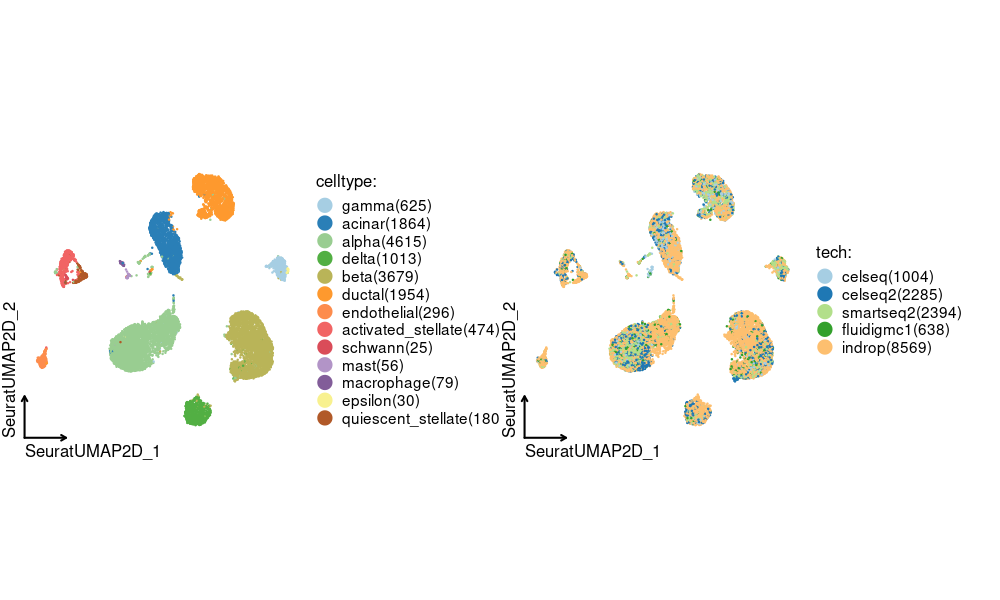 celltype:
gamma(625)
acinar(1864)
alpha(4615)
delta(1013)
beta(3679)
ductal(1954)
endothelial(296)
activated_stellate(474)
schwann(25)
mast(56)
macrophage(79)
epsilon(30)
quiescent_stellate(180
SeuratUMAP2D_2
SeuratUMAP2D_1
tech:
celseq(1004)
celseq2(2285)
smartseq2(2394)
fluidigmc1(638)
indrop(8569)
SeuratUMAP2D_2
SeuratUMAP2D_1